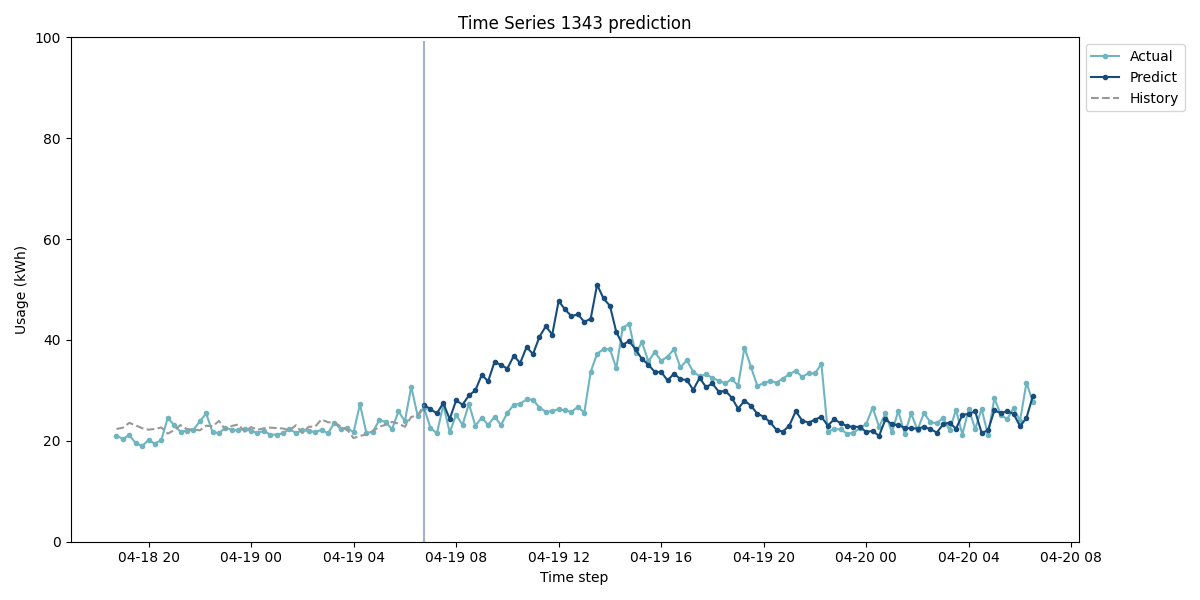 Time Series 1343 prediction
100
80
60
40
20
0
Usage (kWh)
04-18 20
04-19 00
04-19 04
04-19 08
04-19 12
04-19 16
04-19 20
04-20 00
04-20 04
04-20 08
Time step
Actual
Predict
History